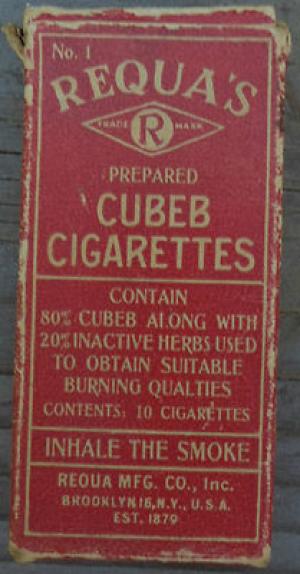 No. 1
REQUA'S
TRADE R MARK
PREPARED
CUBEB
CIGARETTES
CONTAIN
80% CUBEB ALONG WITH
20% INACTIVE HERBS USED
TO OBTAIN SUITABLE
BURNING QUALTIES
CONTENTS: 10 CIGARETTES
INHALE THE SMOKE
REQUA MFG. CO., Inc.
BROOKLYN 16, N.Y., U.S.A.
EST. 1879